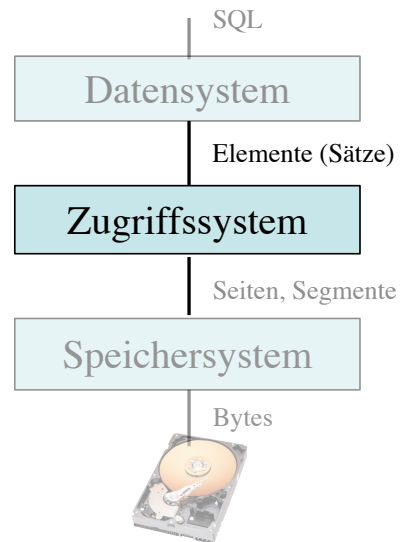 SQL
Datensystem
Elemente (Sätze)
Zugriffssystem
Seiten, Segmente
Speichersystem
Bytes